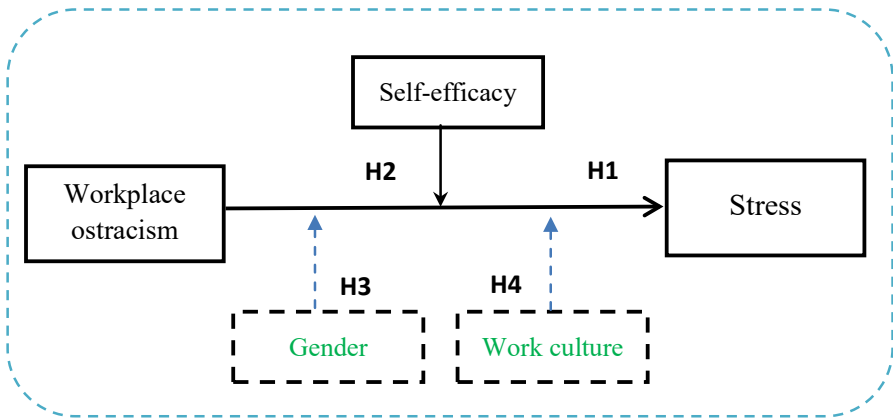 Self-efficacy
H2
H1
Workplace
ostracism
Stress
H3
H4
Gender
Work culture